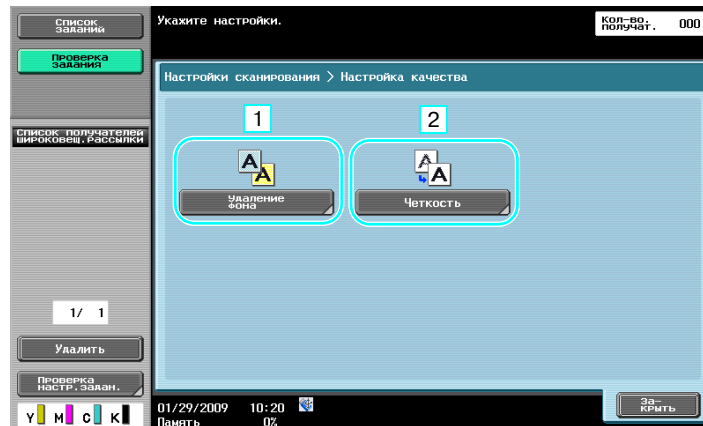 Список
заданий
Проверка
задания
Список получателей
широковещ.рассылки
1/ 1
Удалить
Проверка
настр.задан.
Y M C K
Укажите настройки.
Кол-во.
получат. 000
Настройки сканирования > Настройка качества
1 2
A A A A
Удаление
фона
Четкость
01/29/2009 10:20
Память 0%
За-
крыть